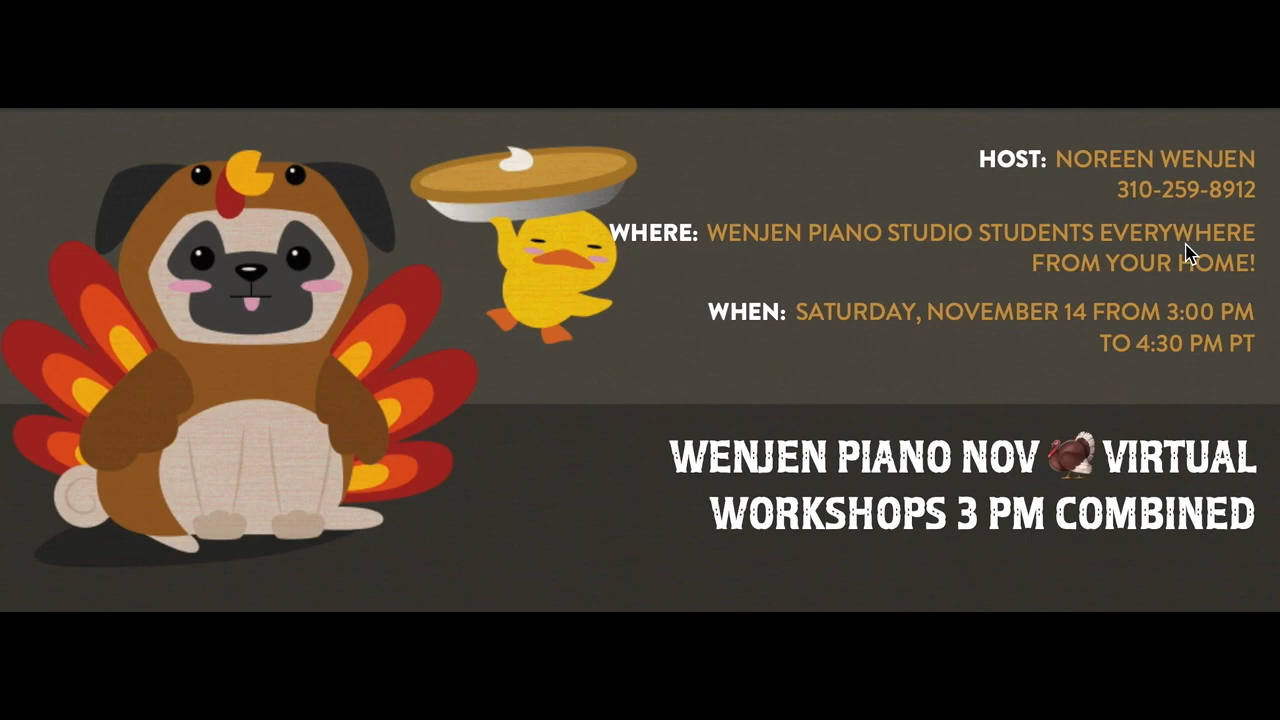 HOST: NOREEN WENJEN
310-259-8912
WHERE: WENJEN PIANO STUDIO STUDENTS EVERYWHERE
FROM YOUR HOME!
WHEN: SATURDAY, NOVEMBER 14 FROM 3:00 PM
TO 4:30 PM PT
WENJEN PIANO NOV 🦃 VIRTUAL
WORKSHOPS 3 PM COMBINED